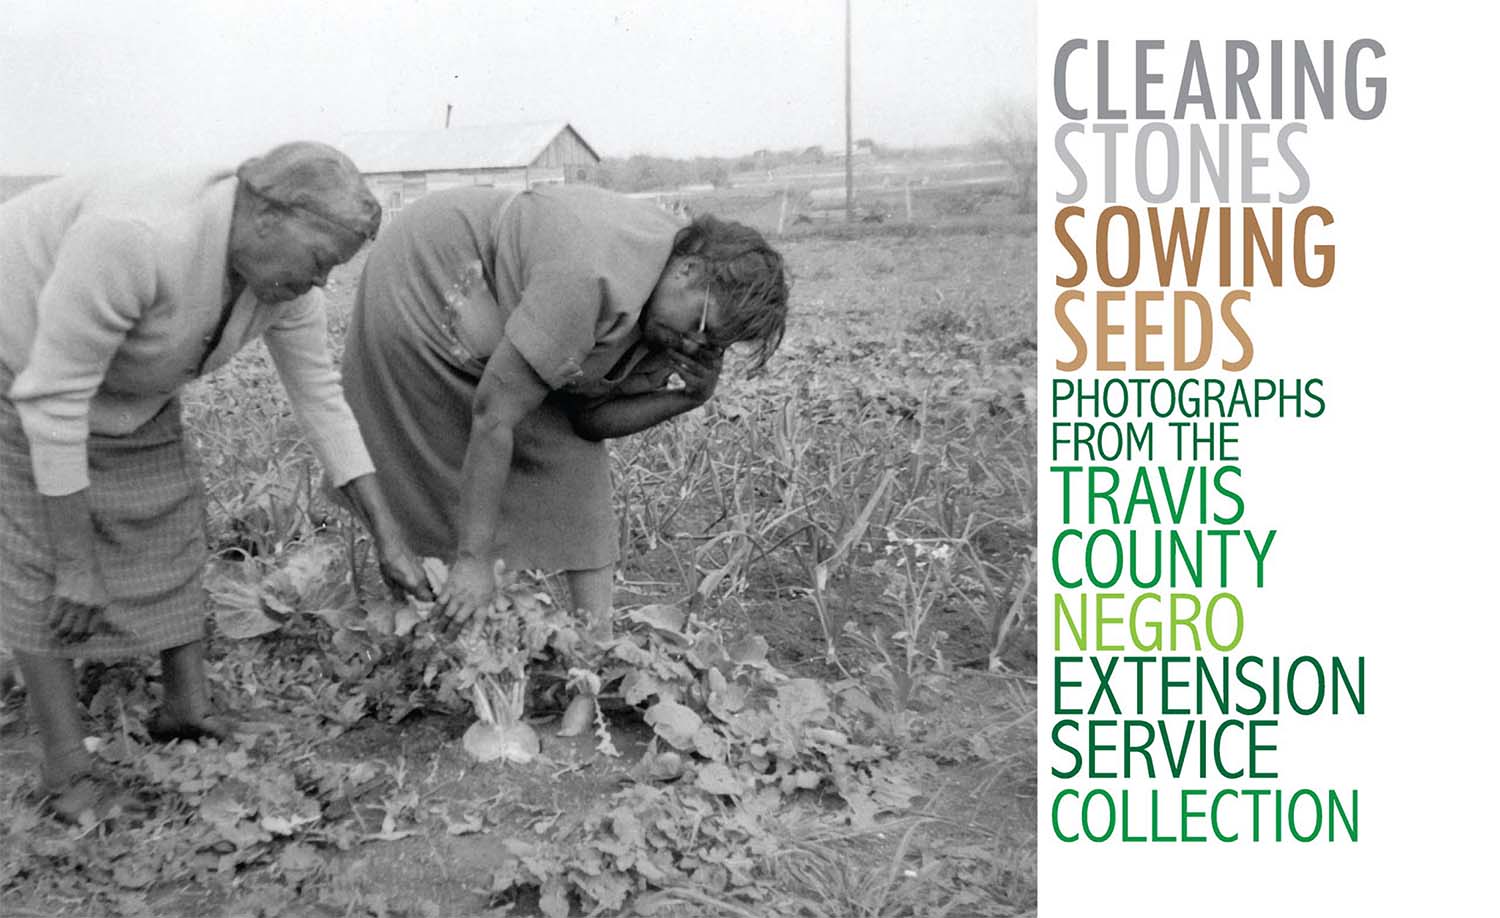 CLEARING
STONES
SOWING
SEEDS
PHOTOGRAPHS
FROM THE
TRAVIS
COUNTY
NEGRO
EXTENSION
SERVICE
COLLECTION